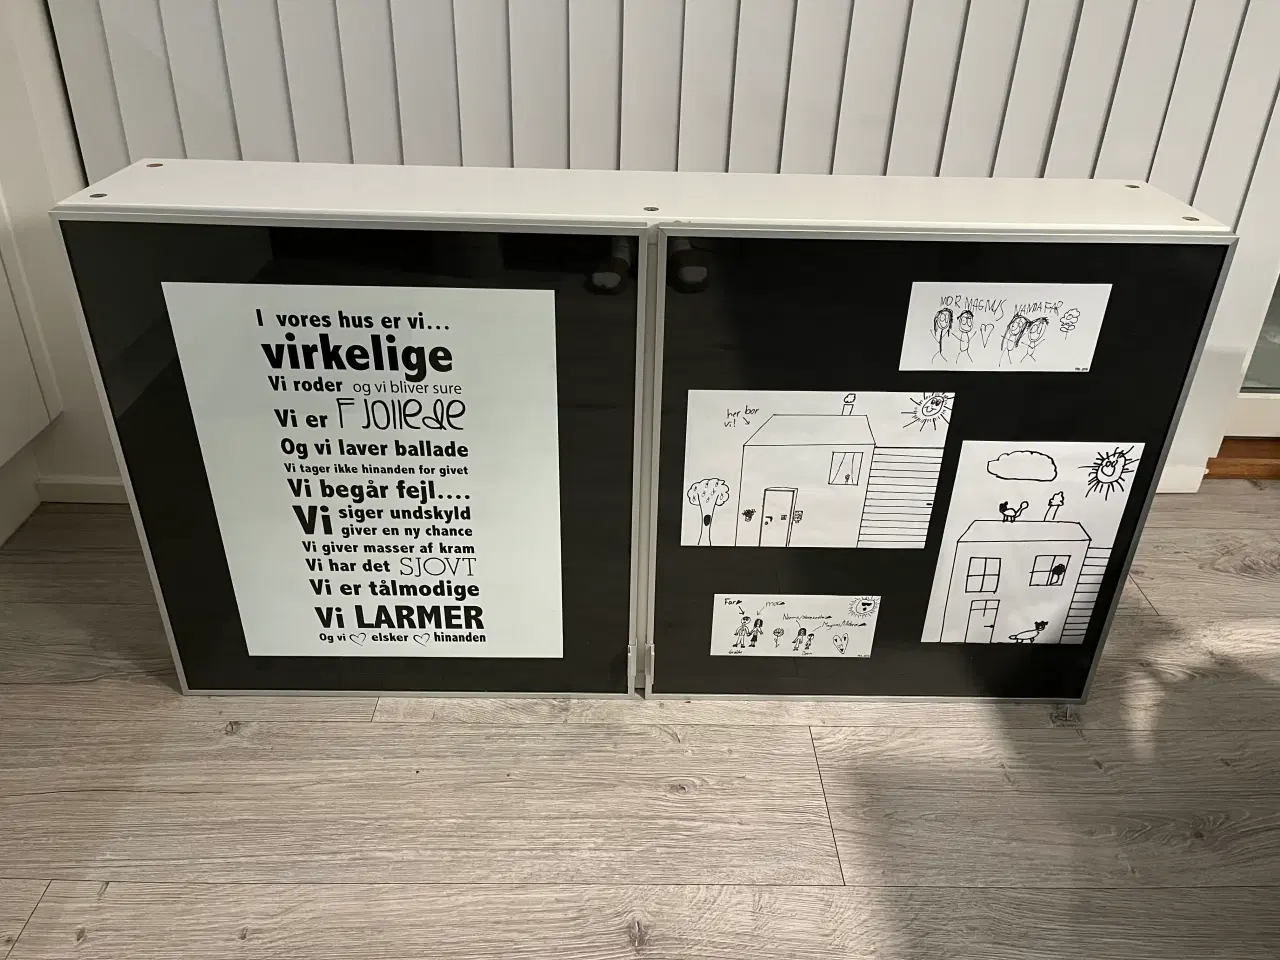 I vores hus er vi...
virkelige
Vi roder og vi bliver sure
Vi er FJOLLEDE
Og vi laver ballade
Vi tager ikke hinanden for givet
Vi begår fejl....
Vi siger undskyld
giver en ny chance
Vi giver masser af kram
Vi har det SJOVT
Vi er tålmodige
Vi LARMER
Og vi elsker hinanden
MOR MAGNUS NANNA FAR
her bor
vi!
Far
mor